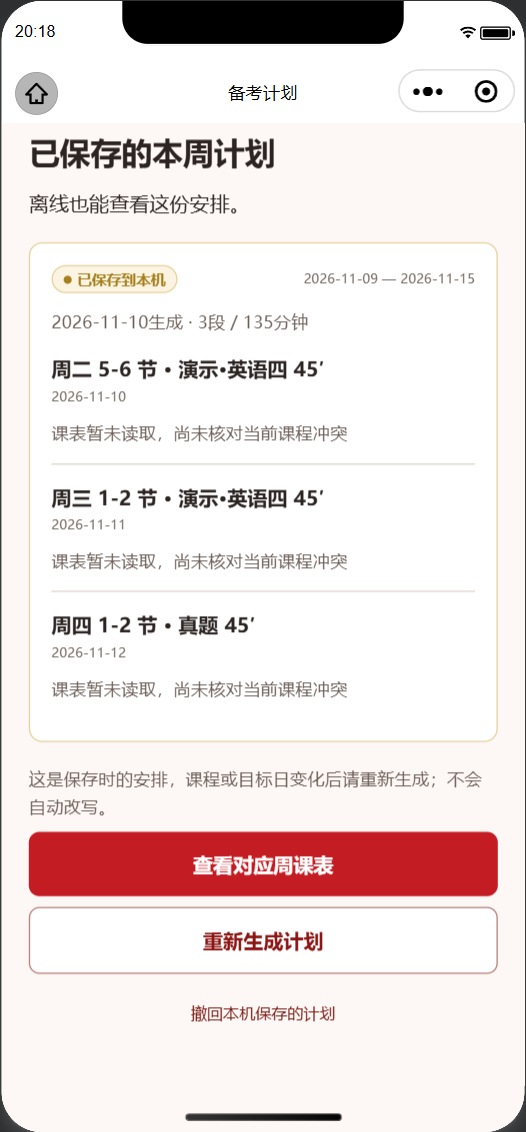 20:18
备考计划
已保存的本周计划
离线也能查看这份安排。
已保存到本机
2026-11-09 — 2026-11-15
2026-11-10生成 · 3段 / 135分钟
周二 5-6 节 · 演示·英语四 45′
2026-11-10
课表暂未读取，尚未核对当前课程冲突
周三 1-2 节 · 演示·英语四 45′
2026-11-11
课表暂未读取，尚未核对当前课程冲突
周四 1-2 节 · 真题 45′
2026-11-12
课表暂未读取，尚未核对当前课程冲突
这是保存时的安排，课程或目标日变化后请重新生成；不会
自动改写。
查看对应周课表
重新生成计划
撤回本机保存的计划